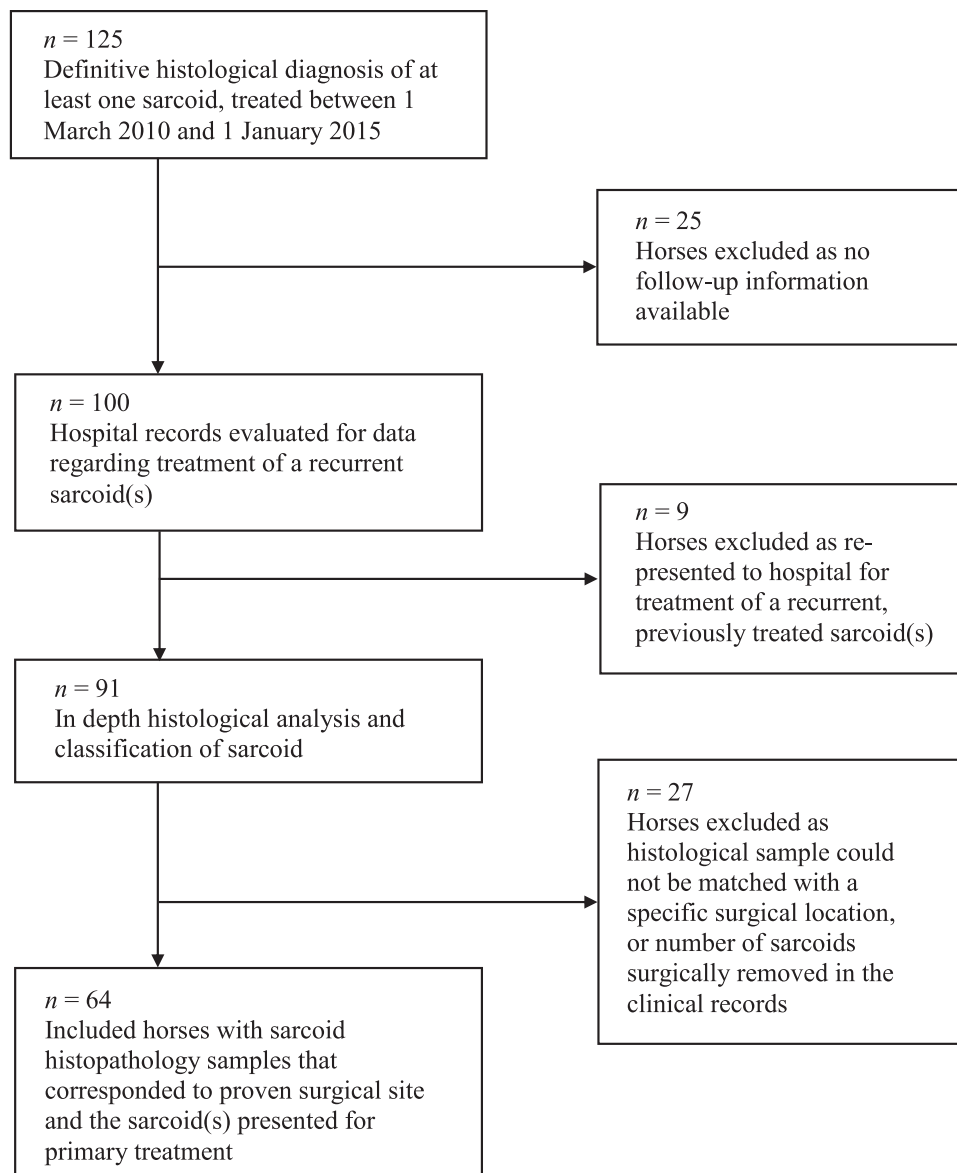 n = 125
Definitive histological diagnosis of at
least one sarcoid, treated between 1
March 2010 and 1 January 2015
n = 25
Horses excluded as no
follow-up information
available
n = 100
Hospital records evaluated for data
regarding treatment of a recurrent
sarcoid(s)
n = 9
Horses excluded as re-
presented to hospital for
treatment of a recurrent,
previously treated sarcoid(s)
n = 91
In depth histological analysis and
classification of sarcoid
n = 27
Horses excluded as
histological sample could
not be matched with a
specific surgical location,
or number of sarcoids
surgically removed in the
clinical records
n = 64
Included horses with sarcoid
histopathology samples that
corresponded to proven surgical site
and the sarcoid(s) presented for
primary treatment